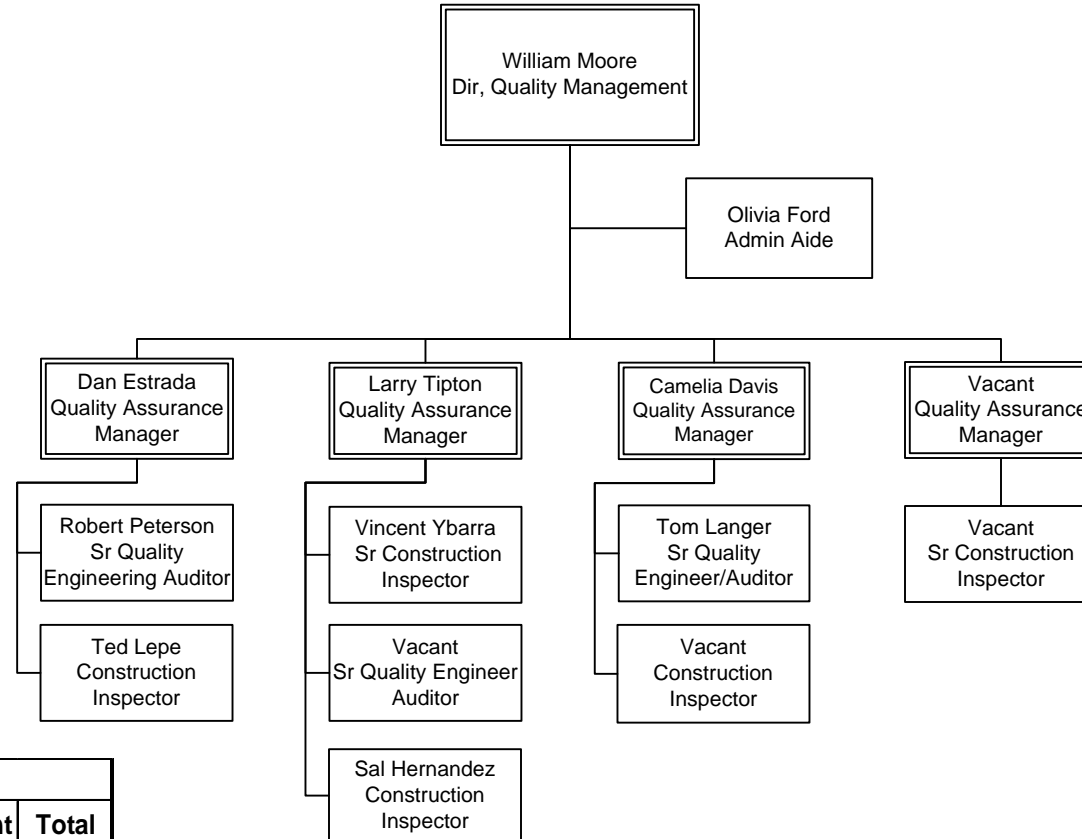 William Moore
Dir, Quality Management
Olivia Ford
Admin Aide
Dan Estrada
Quality Assurance
Manager
Larry Tipton
Quality Assurance
Manager
Camelia Davis
Quality Assurance
Manager
Vacant
Quality Assurance
Manager
Robert Peterson
Sr Quality
Engineering Auditor
Ted Lepe
Construction
Inspector
Vincent Ybarra
Sr Construction
Inspector
Vacant
Sr Quality Engineer
Auditor
Sal Hernandez
Construction
Inspector
Tom Langer
Sr Quality
Engineer/Auditor
Vacant
Construction
Inspector
Vacant
Sr Construction
Inspector
Total